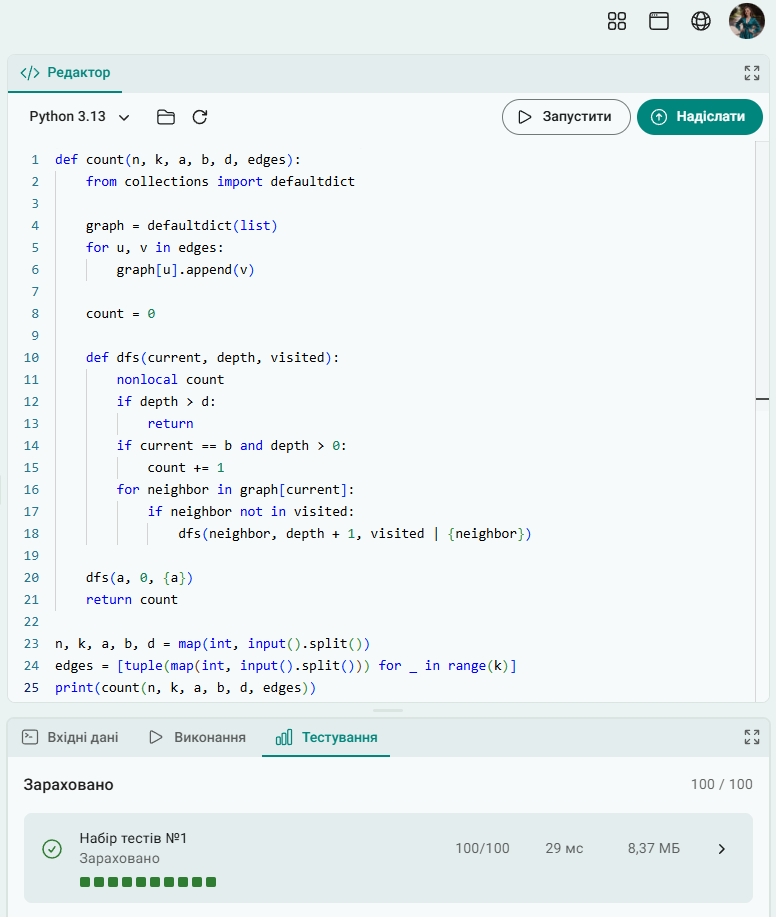 </> Редактор
Python 3.13
Запустити
Надіслати
1 def count(n, k, a, b, d, edges):
2     from collections import defaultdict
3
4     graph = defaultdict(list)
5     for u, v in edges:
6         graph[u].append(v)
7
8     count = 0
9
10     def dfs(current, depth, visited):
11         nonlocal count
12         if depth > d:
13             return
14         if current == b and depth > 0:
15             count += 1
16         for neighbor in graph[current]:
17             if neighbor not in visited:
18                 dfs(neighbor, depth + 1, visited | {neighbor})
19
20     dfs(a, 0, {a})
21     return count
22
23 n, k, a, b, d = map(int, input().split())
24 edges = [tuple(map(int, input().split())) for _ in range(k)]
25 print(count(n, k, a, b, d, edges))
Вхідні дані
Виконання
Тестування
Зараховано
100 / 100
Набір тестів №1
Зараховано
100/100
29 мс
8,37 МБ